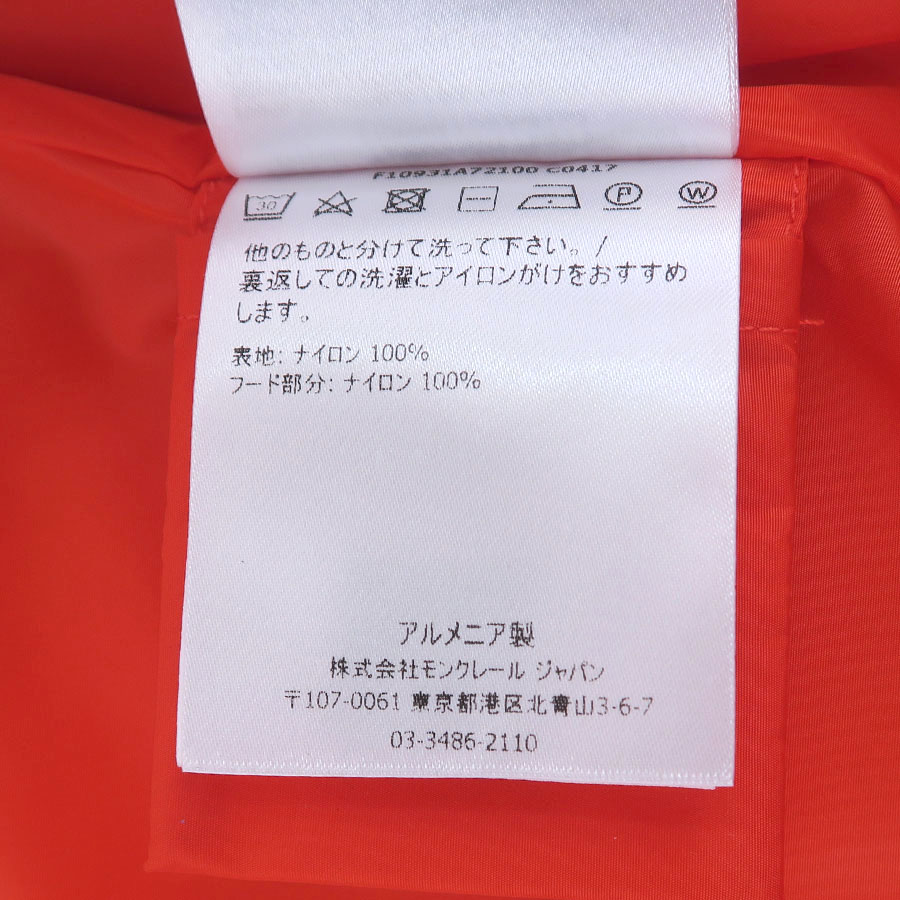 F10931A72100 C0417
30 P W
他のものと分けて洗って下さい。/
裏返しての洗濯とアイロンがけをおすすめ
します。
表地: ナイロン 100%
フード部分: ナイロン 100%
アルメニア製
株式会社モンクレール ジャパン
〒107-0061 東京都港区北青山3-6-7
03-3486-2110